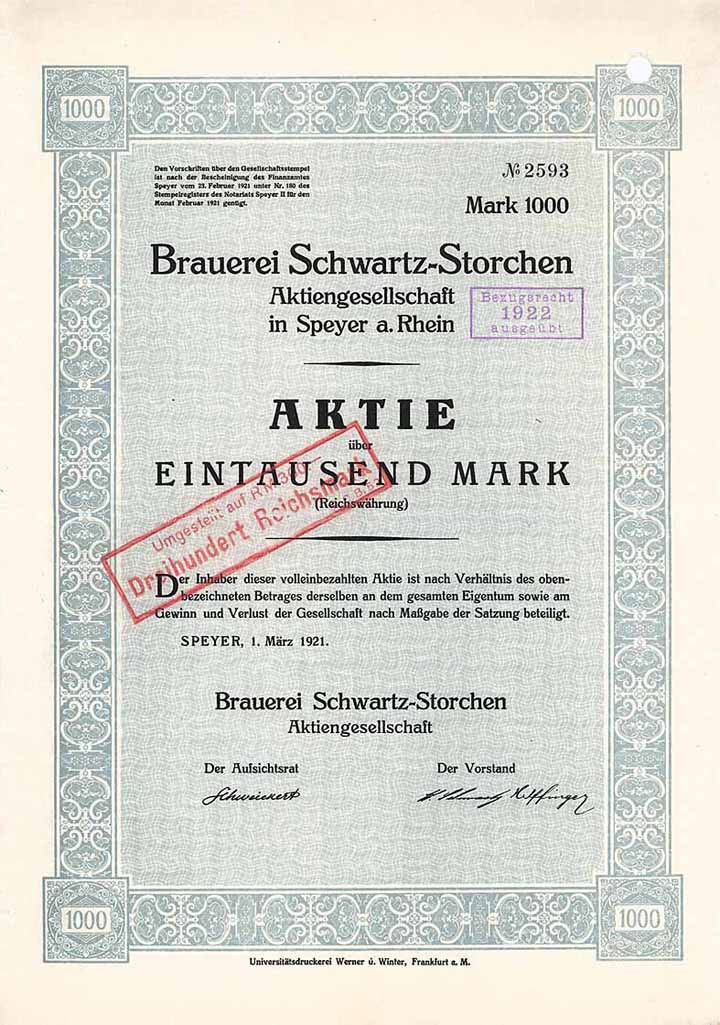 1000
1000
Den Vorschriften über den Gesellschaftsstempel
ist nach der Bescheinigung des Finanzamtes
Speyer vom 23. Februar 1921 unter Nr. 180 des
Stempelregisters des Notariats Speyer II für den
Monat Februar 1921 genügt.
№ 2593
Mark 1000
Brauerei Schwartz-Storchen
Aktiengesellschaft
in Speyer a. Rhein
Bezugsrecht
1922
ausgeübt
AKTIE
über
EINTAUSEND MARK
(Reichswährung)
Umgestellt auf R.M. 300.—
Dreihundert Reichsmark
Der Inhaber dieser volleinbezahlten Aktie ist nach Verhältnis des oben-
bezeichneten Betrages derselben an dem gesamten Eigentum sowie am
Gewinn und Verlust der Gesellschaft nach Maßgabe der Satzung beteiligt.
SPEYER, 1. März 1921.
Brauerei Schwartz-Storchen
Aktiengesellschaft
Der Aufsichtsrat
Der Vorstand
Schweickert
1000
1000
Universitätsdruckerei Werner u. Winter, Frankfurt a. M.